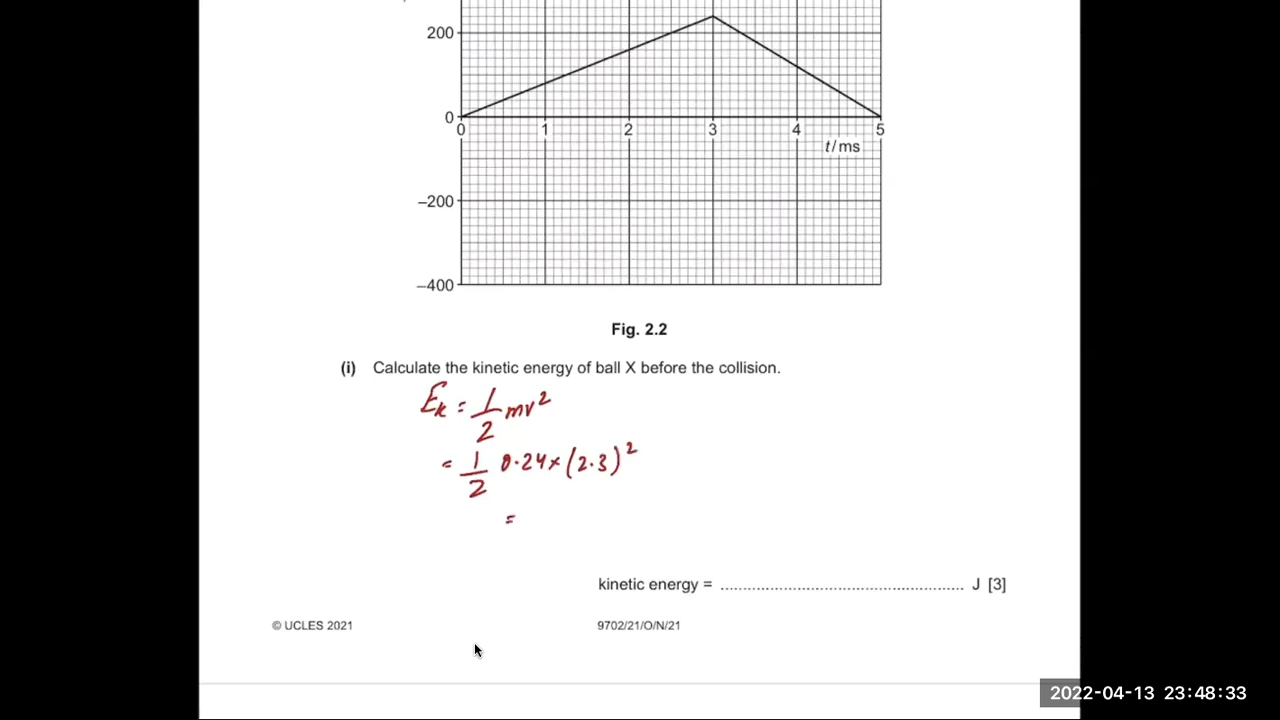 200
0
0 1 2 3 4 5
t/ms
–200
–400
Fig. 2.2
(i) Calculate the kinetic energy of ball X before the collision.
Ek = 1/2 mv²
= 1/2 0.24 × (2.3)²
=
kinetic energy = ...................................................... J [3]
© UCLES 2021 9702/21/O/N/21
2022-04-13 23:48:33